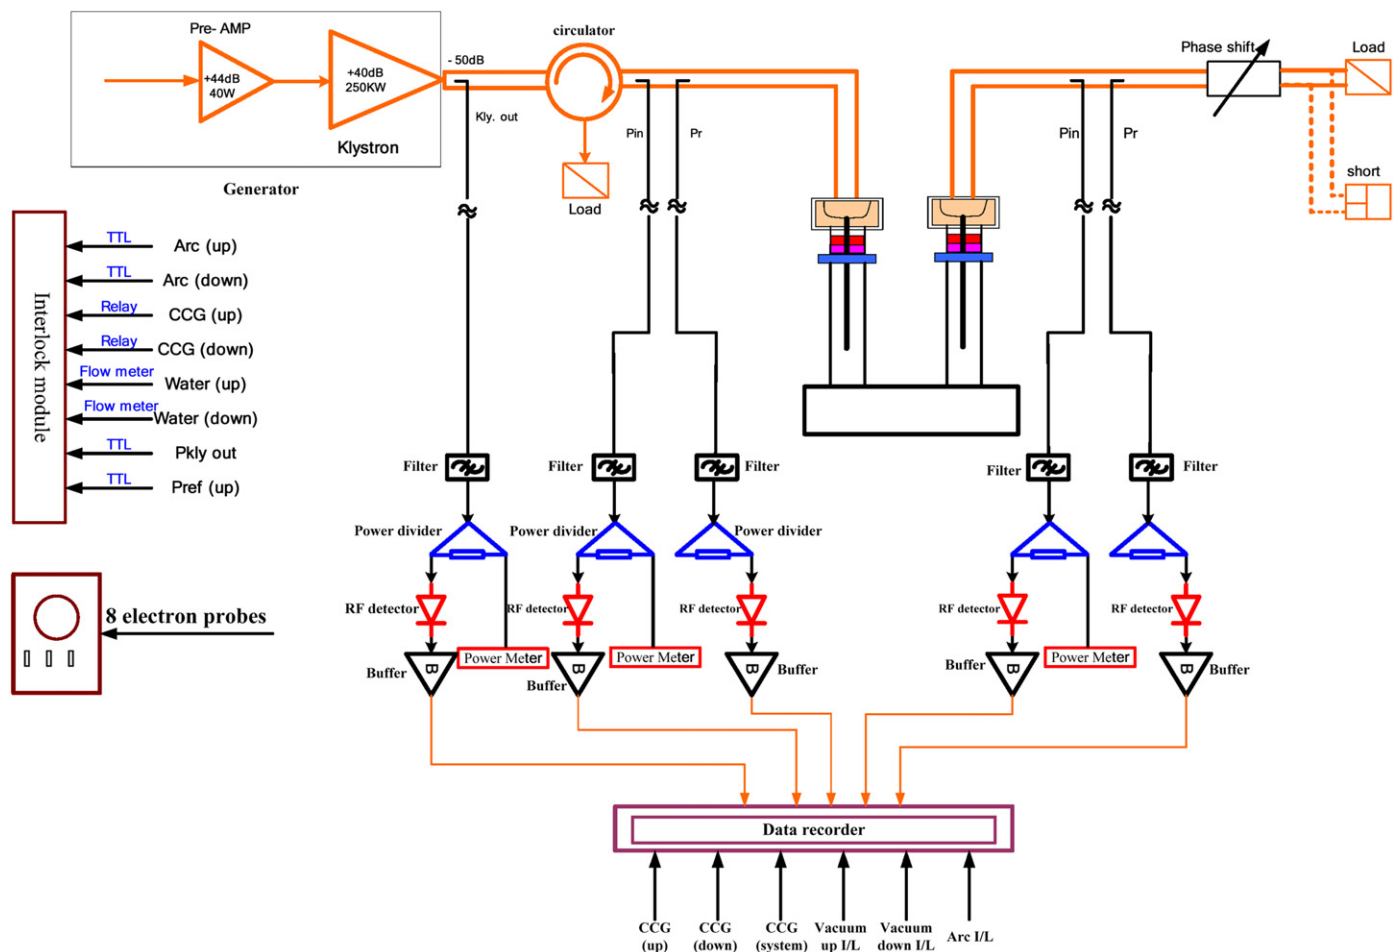 Pre- AMP
+44dB
40W
+40dB
250KW
Klystron
Generator
- 50dB
Kly. out
circulator
Load
Pin
Pr
Phase shift
Load
short
Pin
Pr
Interlock module
TTL
Arc (up)
TTL
Arc (down)
Relay
CCG (up)
Relay
CCG (down)
Flow meter
Water (up)
Flow meter
Water (down)
TTL
Pkly out
TTL
Pref (up)
8 electron probes
Filter
Filter
Filter
Filter
Filter
Power divider
Power divider
Power divider
RF detector
RF detector
RF detector
RF detector
RF detector
B
Buffer
Power Meter
B
Buffer
Power Meter
B
Buffer
B
Buffer
Power Meter
B
Buffer
Data recorder
CCG
(up)
CCG
(down)
CCG
(system)
Vacuum
up I/L
Vacuum
down I/L
Arc I/L